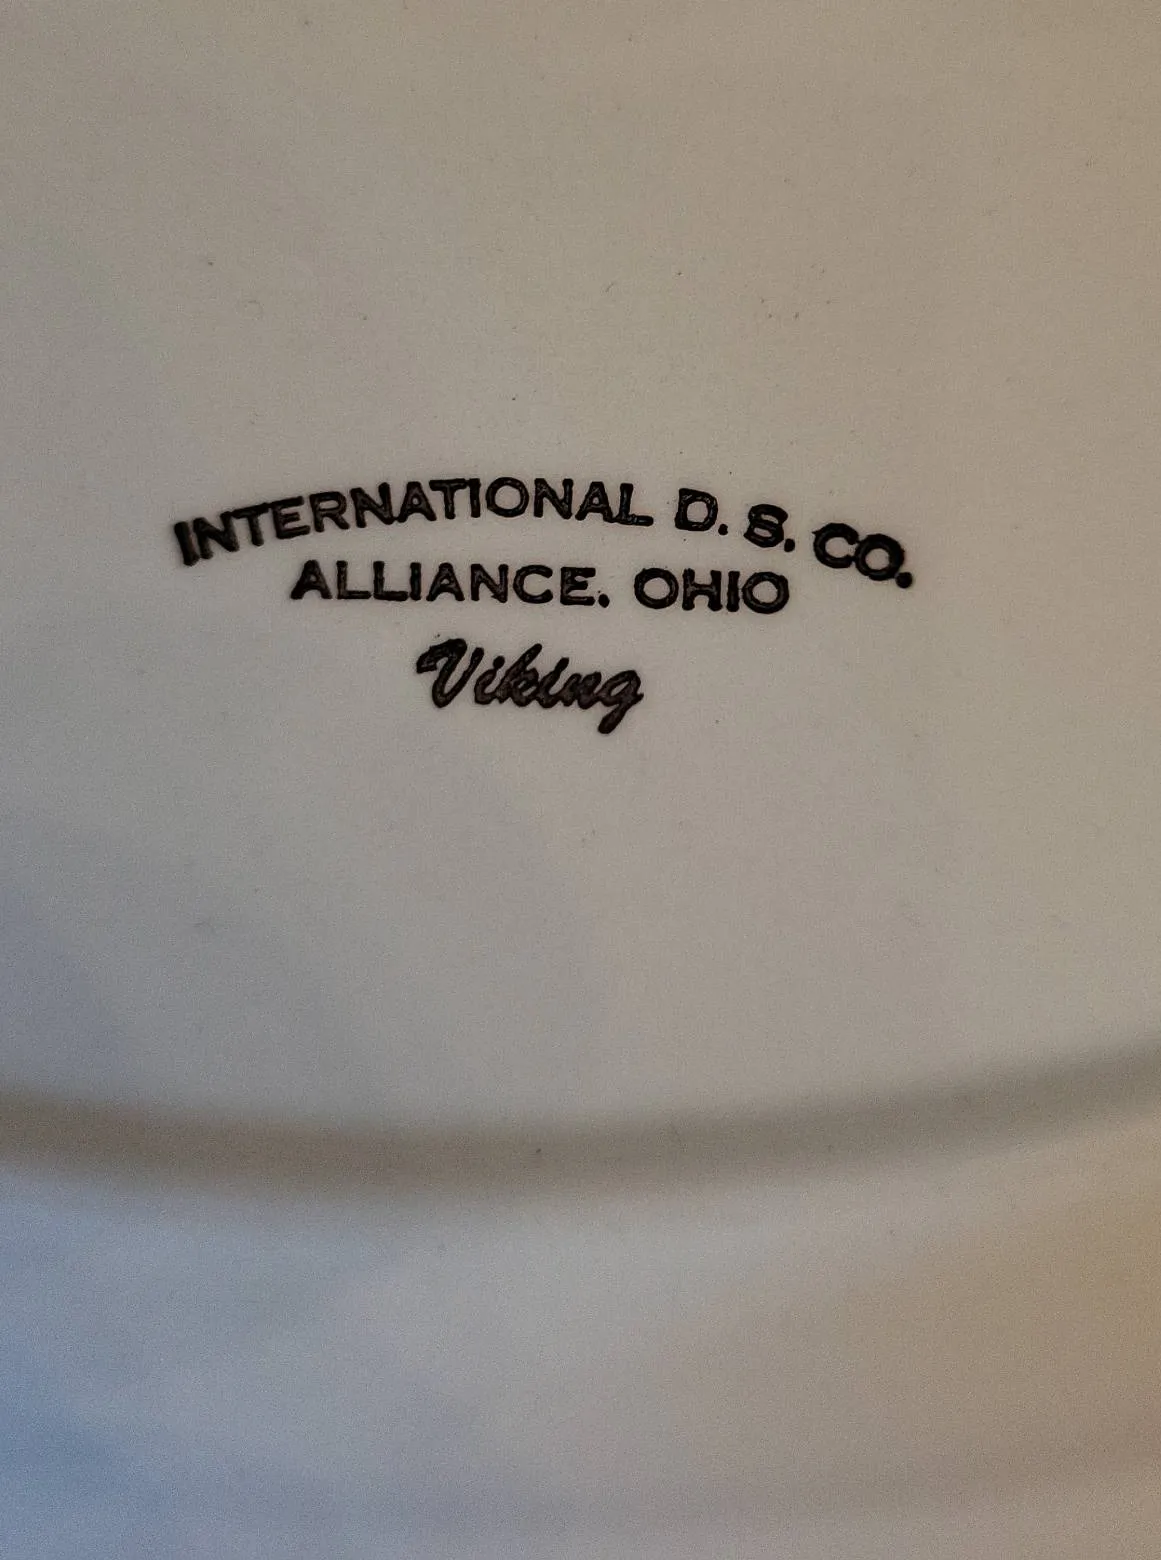 INTERNATIONAL D. S. CO.
ALLIANCE. OHIO
Viking